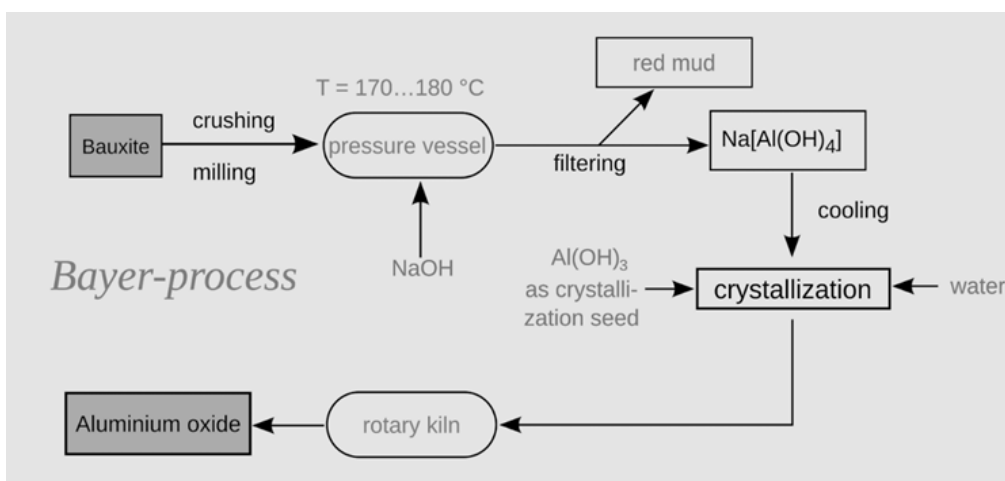 red mud
T = 170…180 °C
crushing
Bauxite
pressure vessel
Na[Al(OH)₄]
milling
filtering
cooling
NaOH
Bayer-process
Al(OH)₃
as crystalli-
zation seed
crystallization
water
Aluminium oxide
rotary kiln